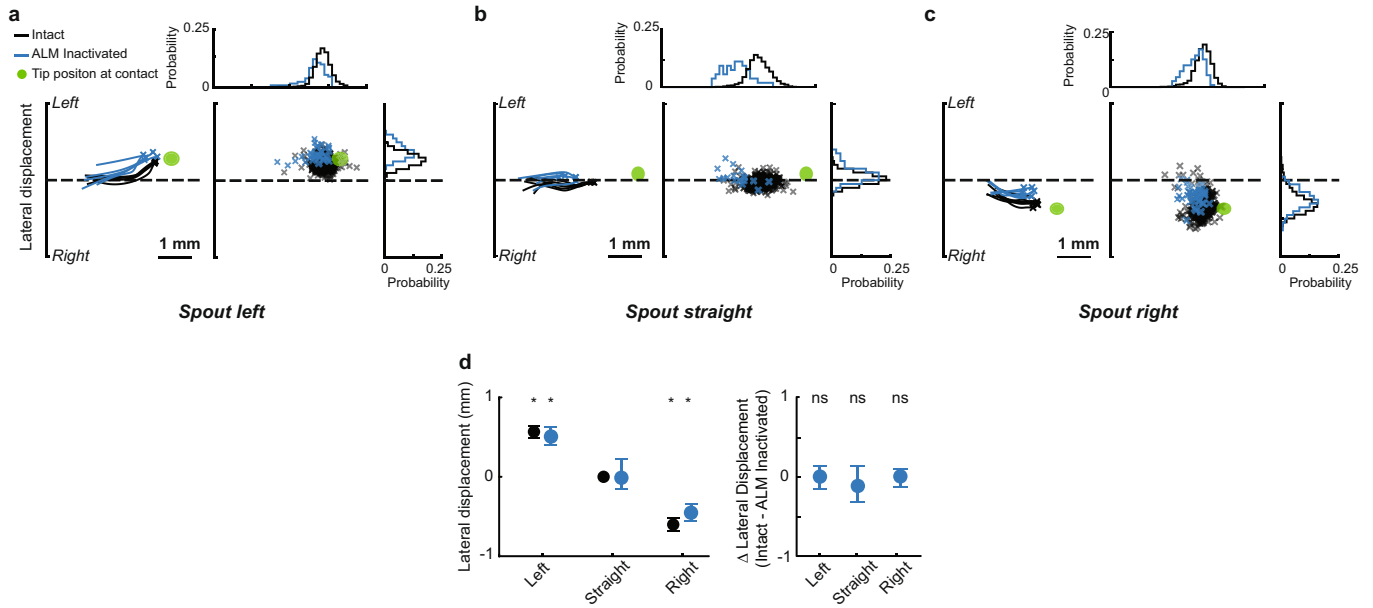 a
Intact
ALM Inactivated
Tip positon at contact
0.25
0
Probability
Lateral displacement
Left
Right
1 mm
0
0.25
Probability
Spout left
b
0.25
0
Probability
Left
Right
1 mm
0
0.25
Probability
Spout straight
c
0.25
0
Probability
Left
Right
1 mm
0
0.25
Probability
Spout right
d
Lateral displacement (mm)
1
0
-1
* *
* *
Left
Straight
Right
Δ Lateral Displacement
(Intact - ALM Inactivated)
1
0
-1
ns
ns
ns
Left
Straight
Right